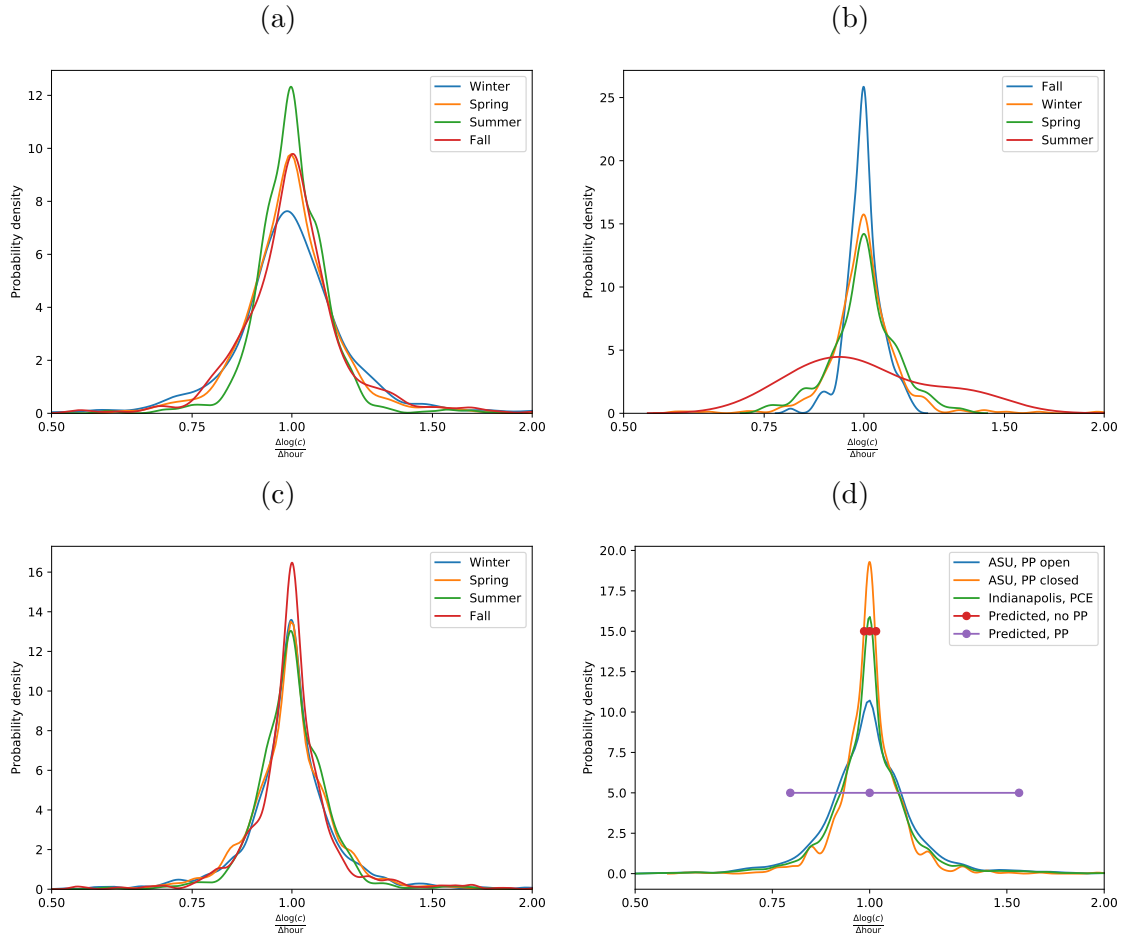 (a)
Probability density
12
10
8
6
4
2
0
0.50
0.75
1.00
1.50
2.00
Δlog(c)
Δhour
Winter
Spring
Summer
Fall
(b)
Probability density
25
20
15
10
5
0
0.50
0.75
1.00
1.50
2.00
Δlog(c)
Δhour
Fall
Winter
Spring
Summer
(c)
Probability density
16
14
12
10
8
6
4
2
0
0.50
0.75
1.00
1.50
2.00
Δlog(c)
Δhour
Winter
Spring
Summer
Fall
(d)
Probability density
20.0
17.5
15.0
12.5
10.0
7.5
5.0
2.5
0.0
0.50
0.75
1.00
1.50
2.00
Δlog(c)
Δhour
ASU, PP open
ASU, PP closed
Indianapolis, PCE
Predicted, no PP
Predicted, PP